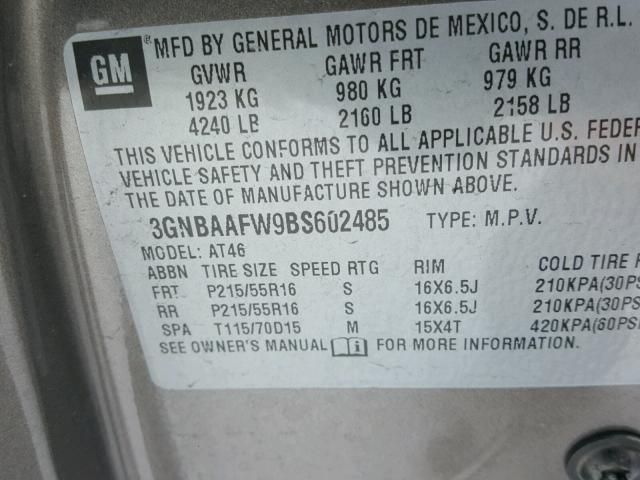 GM
® MFD BY GENERAL MOTORS DE MEXICO, S. DE R.L.
GVWR GAWR FRT GAWR RR
1923 KG 980 KG 979 KG
4240 LB 2160 LB 2158 LB
THIS VEHICLE CONFORMS TO ALL APPLICABLE U.S. FEDER
VEHICLE SAFETY AND THEFT PREVENTION STANDARDS IN
THE DATE OF MANUFACTURE SHOWN ABOVE.
3GNBAAFW9BS602485 TYPE: M.P.V.
MODEL: AT46
ABBN TIRE SIZE SPEED RTG RIM COLD TIRE P
FRT P215/55R16 S 16X6.5J 210KPA(30PS
RR P215/55R16 S 16X6.5J 210KPA(30PS
SPA T115/70D15 M 15X4T 420KPA(60PS
SEE OWNER'S MANUAL i FOR MORE INFORMATION.